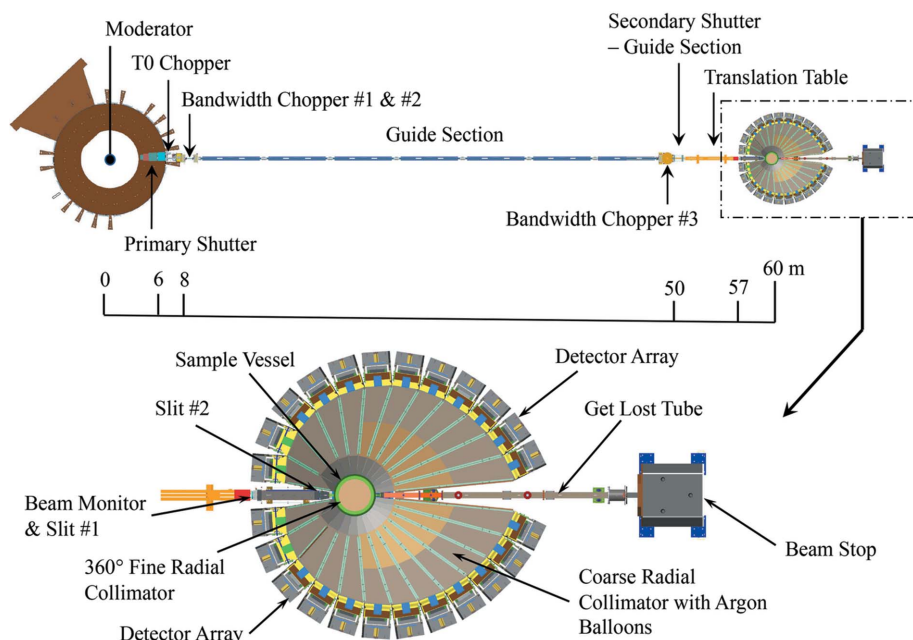 Moderator
T0 Chopper
Bandwidth Chopper #1 & #2
Guide Section
Secondary Shutter
– Guide Section
Translation Table
Primary Shutter
Bandwidth Chopper #3
0
6
8
50
57
60 m
Sample Vessel
Slit #2
Beam Monitor
& Slit #1
360° Fine Radial
Collimator
Detector Array
Detector Array
Get Lost Tube
Beam Stop
Coarse Radial
Collimator with Argon
Balloons